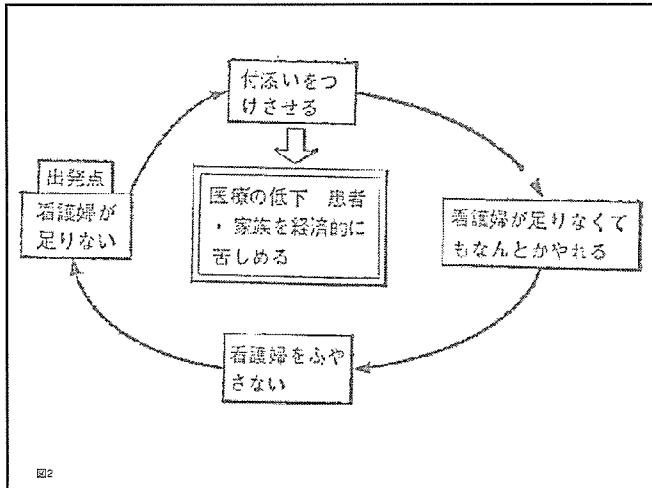 付添いをつ
けさせる
出発点
看護婦が
足りない
医療の低下 患者
・家族を経済的に
苦しめる
看護婦が足りなくて
もなんとかやれる
看護婦をふや
さない
図2